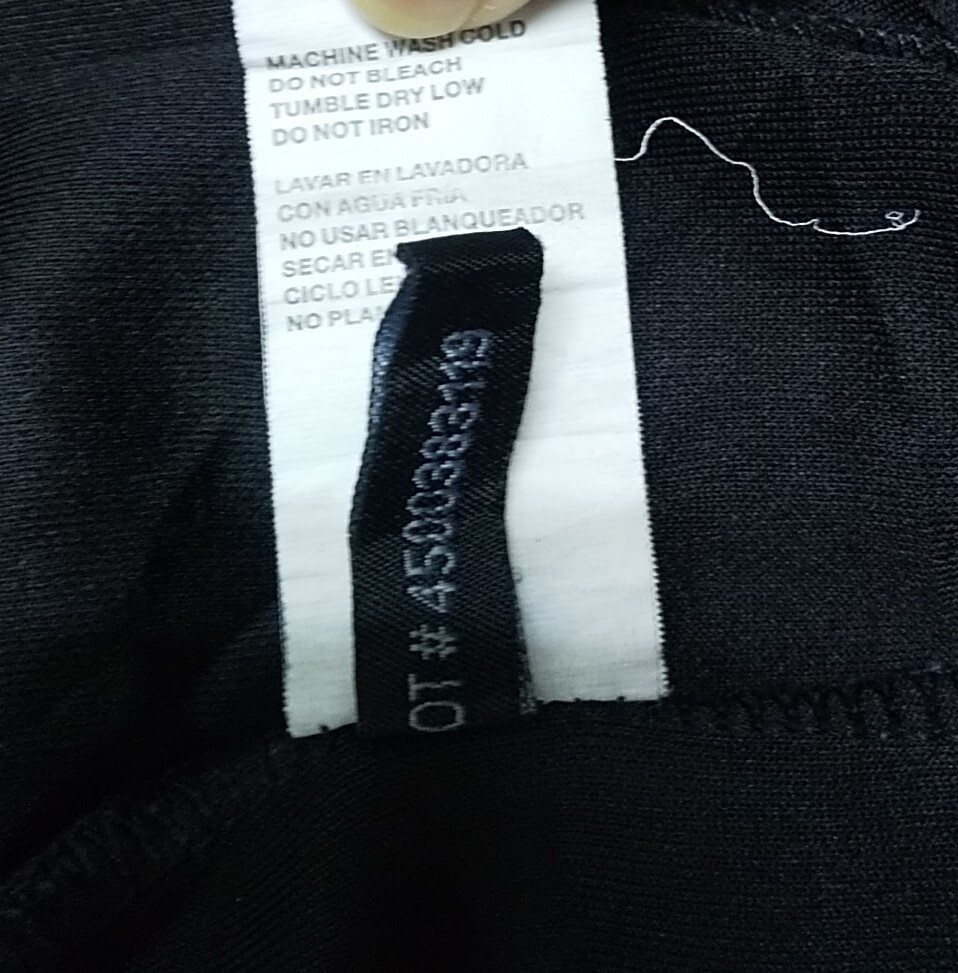 MACHINE WASH COLD
DO NOT BLEACH
TUMBLE DRY LOW
DO NOT IRON
LAVAR EN LAVADORA
CON AGUA FRIA
NO USAR BLANQUEADOR
SECAR EN
CICLO
NO
OT # 4500383119